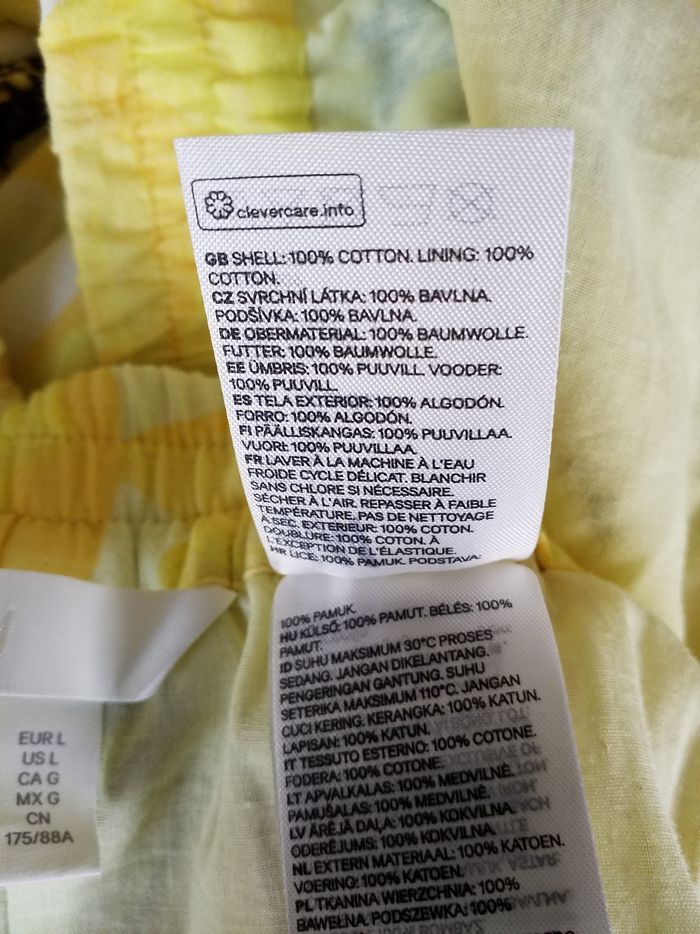 clevercare.info
GB SHELL: 100% COTTON. LINING: 100%
COTTON.
CZ SVRCHNÍ LÁTKA: 100% BAVLNA.
PODŠÍVKA: 100% BAVLNA.
DE OBERMATERIAL: 100% BAUMWOLLE.
FUTTER: 100% BAUMWOLLE.
EE ÜMBRIS: 100% PUUVILL. VOODER:
100% PUUVILL.
ES TELA EXTERIOR: 100% ALGODÓN.
FORRO: 100% ALGODÓN.
FI PÄÄLLISKANGAS: 100% PUUVILLAA.
VUORI: 100% PUUVILLAA.
FR LAVER À LA MACHINE À L'EAU
FROIDE CYCLE DÉLICAT. BLANCHIR
SANS CHLORE SI NÉCESSAIRE.
SÉCHER À L'AIR. REPASSER À FAIBLE
TEMPÉRATURE. PAS DE NETTOYAGE
À SEC. EXTERIEUR: 100% COTON.
DOUBLURE: 100% COTON. À
L'EXCEPTION DE L'ÉLASTIQUE.
HR LICE: 100% PAMUK. PODSTAVA:
100% PAMUK.
HU KÜLSŐ: 100% PAMUT. BÉLÉS: 100%
PAMUT.
ID SUHU MAKSIMUM 30°C PROSES
SEDANG. JANGAN DIKELANTANG.
PENGERINGAN GANTUNG. SUHU
SETERIKA MAKSIMUM 110°C. JANGAN
CUCI KERING. KERANGKA: 100% KATUN.
LAPISAN: 100% KATUN.
IT TESSUTO ESTERNO: 100% COTONE.
FODERA: 100% COTONE.
LT APVALKALAS: 100% MEDVILNĖ.
PAMUŠALAS: 100% MEDVILNĖ.
LV ĀRĒJĀ DAĻA: 100% KOKVILNA.
ODERĒJUMS: 100% KOKVILNA.
NL EXTERN MATERIAAL: 100% KATOEN.
VOERING: 100% KATOEN.
PL TKANINA WIERZCHNIA: 100%
BAWEŁNA. PODSZEWKA: 100%
EUR L
US L
CA G
MX G
CN
175/88A